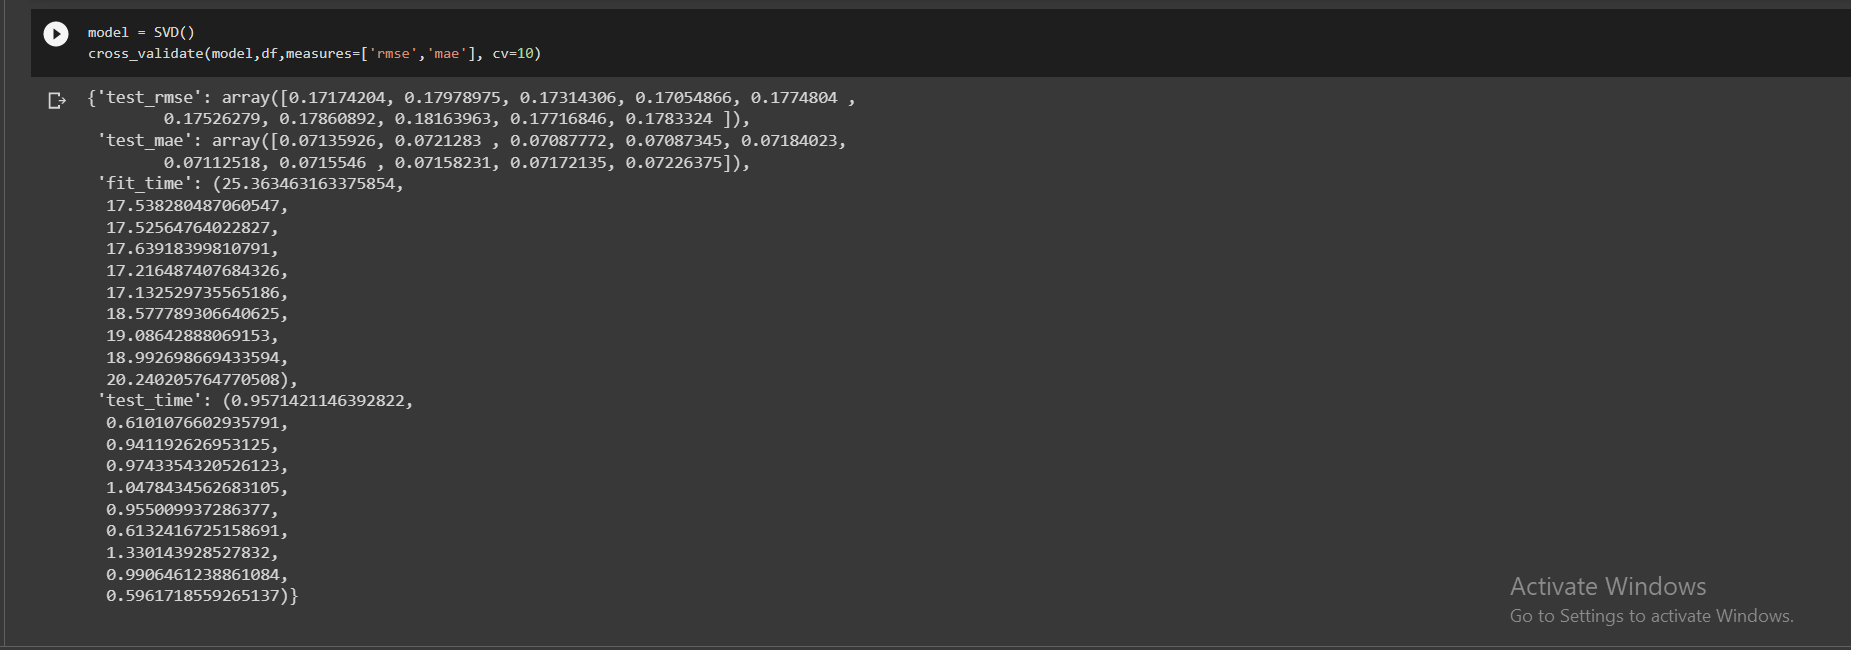 model = SVD()
cross_validate(model,df,measures=['rmse','mae'], cv=10)
{'test_rmse': array([0.17174204, 0.17978975, 0.17314306, 0.17054866, 0.1774804 ,
0.17526279, 0.17860892, 0.18163963, 0.17716846, 0.1783324 ]),
'test_mae': array([0.07135926, 0.0721283 , 0.07087772, 0.07087345, 0.07184023,
0.07112518, 0.0715546 , 0.07158231, 0.07172135, 0.07226375]),
'fit_time': (25.363463163375854,
17.538280487060547,
17.52564764022827,
17.63918399810791,
17.216487407684326,
17.132529735565186,
18.577789306640625,
19.08642888069153,
18.992698669433594,
20.240205764770508),
'test_time': (0.9571421146392822,
0.6101076602935791,
0.941192626953125,
0.9743354320526123,
1.0478434562683105,
0.955009937286377,
0.6132416725158691,
1.330143928527832,
0.9906461238861084,
0.5961718559265137)}
Activate Windows
Go to Settings to activate Windows.